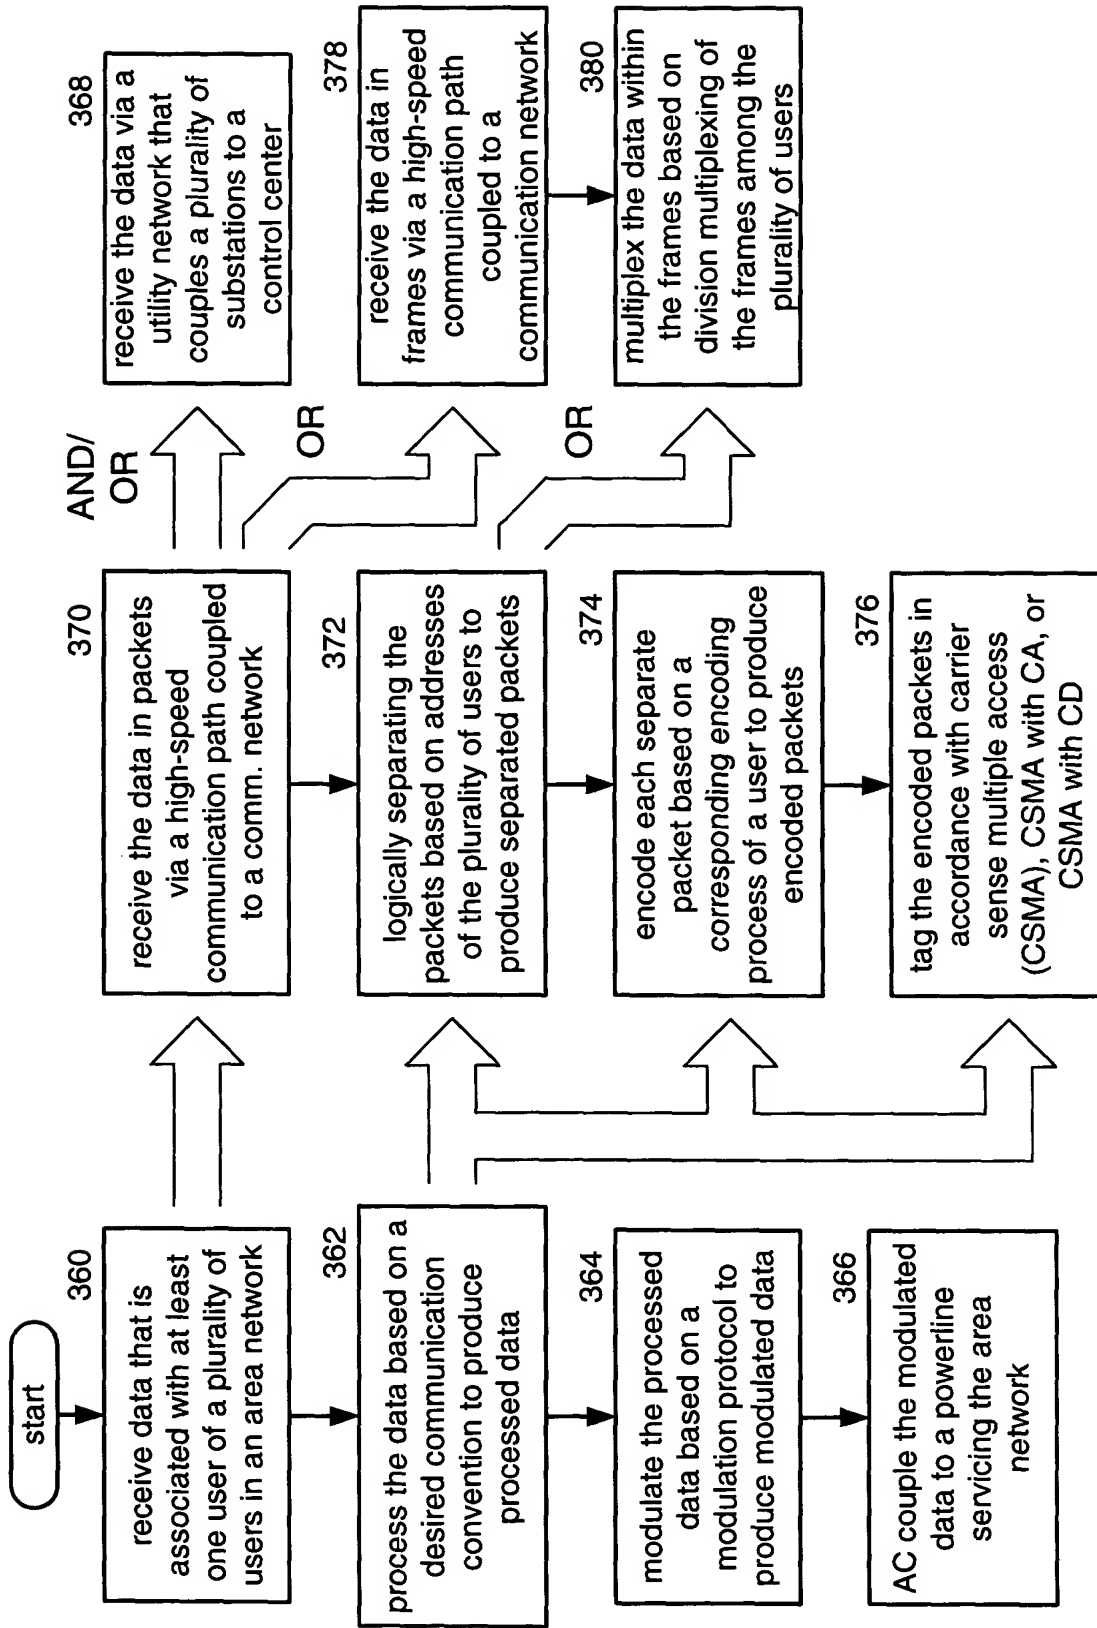 start
360
receive data that is
associated with at least
one user of a plurality of
users in an area network
362
process the data based on a
desired communication
convention to produce
processed data
364
modulate the processed
data based on a
modulation protocol to
produce modulated data
366
AC couple the modulated
data to a powerline
servicing the area
network
370
receive the data in packets
via a high-speed
communication path coupled
to a comm. network
372
logically separating the
packets based on addresses
of the plurality of users to
produce separated packets
374
encode each separate
packet based on a
corresponding encoding
process of a user to produce
encoded packets
376
tag the encoded packets in
accordance with carrier
sense multiple access
(CSMA), CSMA with CA, or
CSMA with CD
AND/
OR
OR
OR
368
receive the data via a
utility network that
couples a plurality of
substations to a
control center
378
receive the data in
frames via a high-speed
communication path
coupled to a
communication network
380
multiplex the data within
the frames based on
division multiplexing of
the frames among the
plurality of users